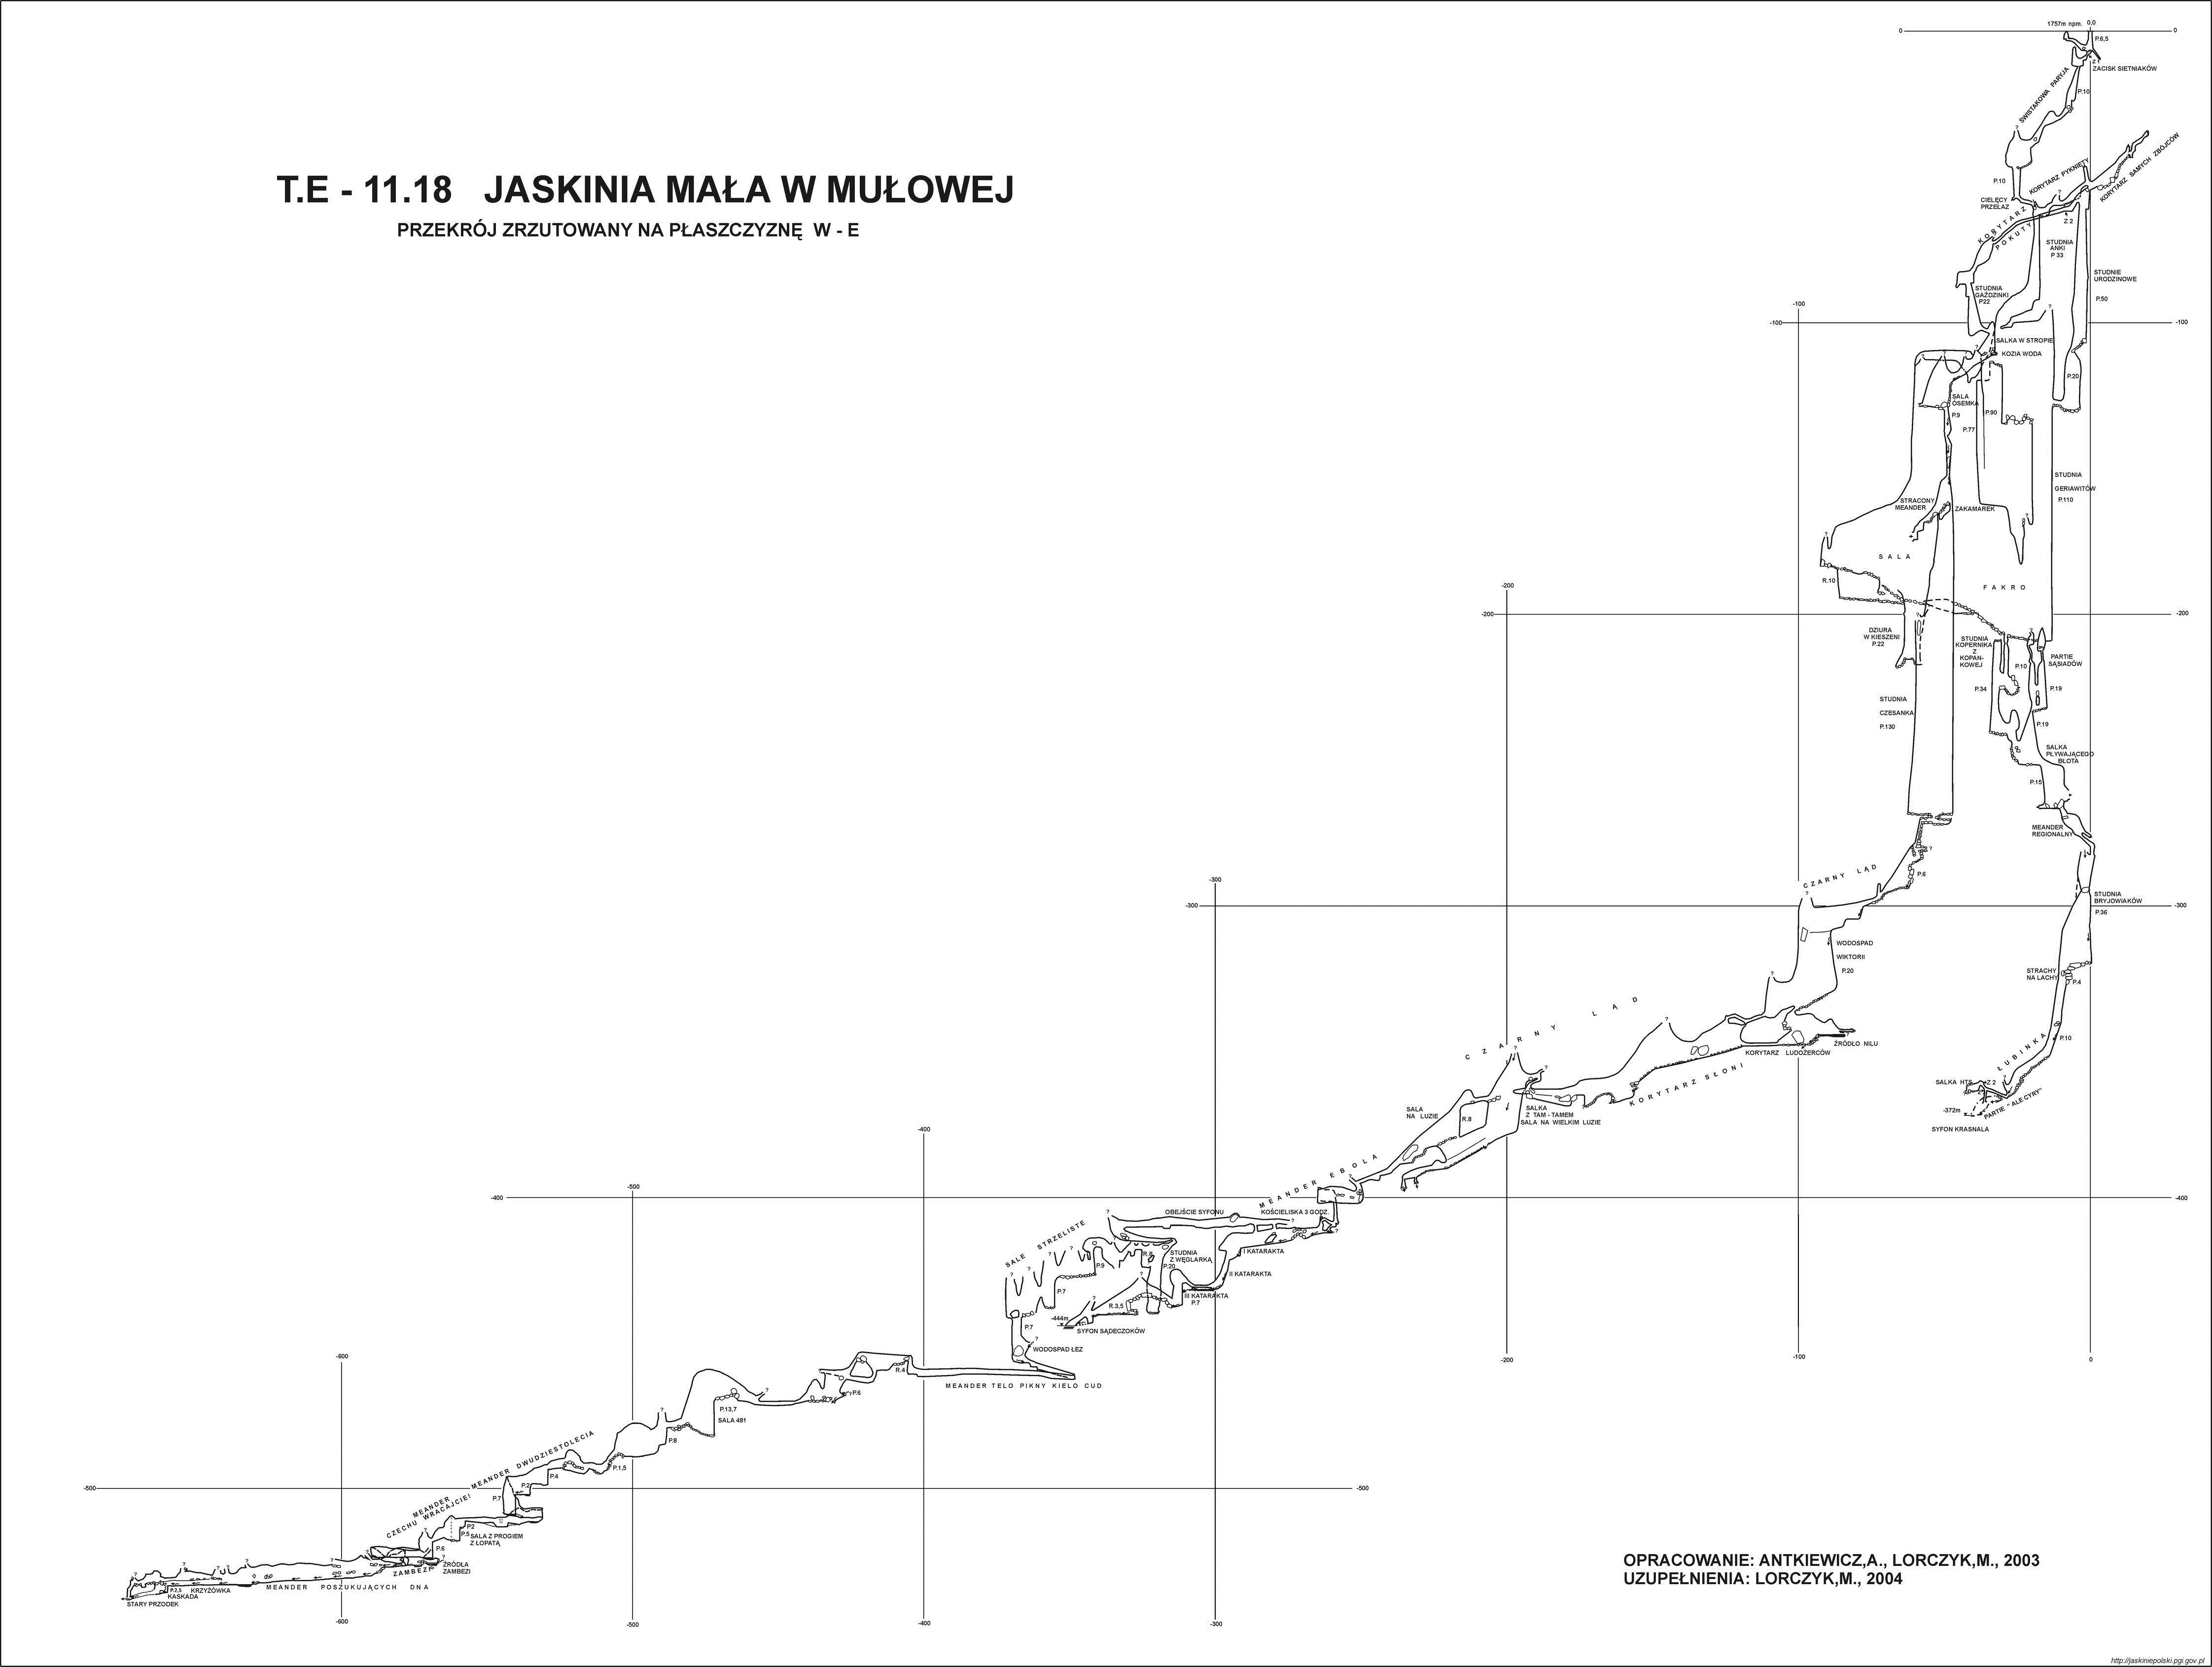 1757m npm. 0,0
0
0
P.6,5
Z 1
ZACISK SIETNIAKÓW
ŚWISTAKOWA PARYJA
P.10
T.E - 11.18 JASKINIA MAŁA W MUŁOWEJ
PRZEKRÓJ ZRZUTOWANY NA PŁASZCZYZNĘ W - E
P.10
KORYTARZ PYKNIĘTY
KORYTARZ SAMYCH ZBÓJCÓW
CIELĘCY
PRZEŁAZ
KORYTARZ
POKUTY
Z 2
STUDNIA
ANKI
P 33
STUDNIE
URODZINOWE
P.50
STUDNIA
GAŹDZINKI
P22
-100
-100
-100
SALKA W STROPIE
KOZIA WODA
P.20
SALA
ÓSEMKA
P.9
P.90
P.77
STUDNIA
GERIAWITÓW
P.110
STRACONY
MEANDER
ZAKAMAREK
SALA
R.10
FAKRO
-200
-200
-200
DZIURA
W KIESZENI
P.22
STUDNIA
KOPERNIKA
Z
KOPAN-
KOWEJ
P.10
PARTIE
SĄSIADÓW
P.34
P.19
STUDNIA
CZESANKA
P.130
P.19
SALKA
PŁYWAJĄCEGO
BŁOTA
P.15
MEANDER
REGIONALNY
CZARNY LĄD
P.6
-300
-300
-300
STUDNIA
BRYJOWIAKÓW
P.36
WODOSPAD
WIKTORII
P.20
STRACHY
NA LACHY
P.4
CZARNY LĄD
P.10
ŹRÓDŁO NILU
KORYTARZ LUDOŻERCÓW
ŁUBINKA
KORYTARZ SŁONI
SALKA HTS
Z 2
-372m
PARTIE "ALE CYRY"
SYFON KRASNALA
SALA
NA LUZIE
R.8
SALKA
Z TAM - TAMEM
SALA NA WIELKIM LUZIE
-400
MEANDER EBOLA
-500
-400
-400
OBEJŚCIE SYFONU
KOŚCIELISKA 3 GODZ.
SALE STRZELISTE
I KATARAKTA
STUDNIA
Z WĘGLARKĄ
R.8
P.9
P.20
II KATARAKTA
P.7
III KATARAKTA
P.7
R.3,5
-444m
SYFON SĄDECZOKÓW
P.7
WODOSPAD ŁEZ
-600
-200
-100
0
R.4
MEANDER TELO PIKNY KIELO CUD
P.6
P.13,7
SALA 481
P.8
MEANDER DWUDZIESTOLECIA
P.1,5
P.4
P.2
-500
-500
P.7
MEANDER
CZECHU WRACAJCIE!
P2
P.5
SALA Z PROGIEM
Z ŁOPATĄ
P.6
ŹRÓDŁA
ZAMBEZI
ZAMBEZI
MEANDER POSZUKUJĄCYCH DNA
P.2,5
KRZYŻÓWKA
KASKADA
STARY PRZODEK
-600
-500
-400
-300
OPRACOWANIE: ANTKIEWICZ,A., LORCZYK,M., 2003
UZUPEŁNIENIA: LORCZYK,M., 2004
http://jaskiniepolski.pgi.gov.pl